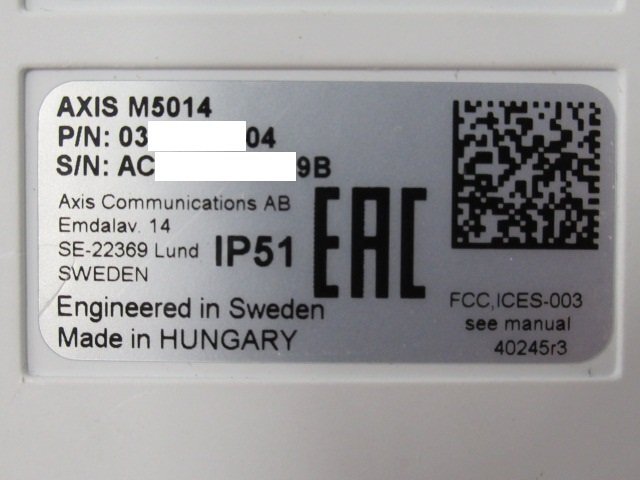 AXIS M5014
P/N: 03 04
S/N: AC 9B
Axis Communications AB
Emdalav. 14
SE-22369 Lund
SWEDEN
IP51
EAC
Engineered in Sweden
Made in HUNGARY
FCC,ICES-003
see manual
40245r3